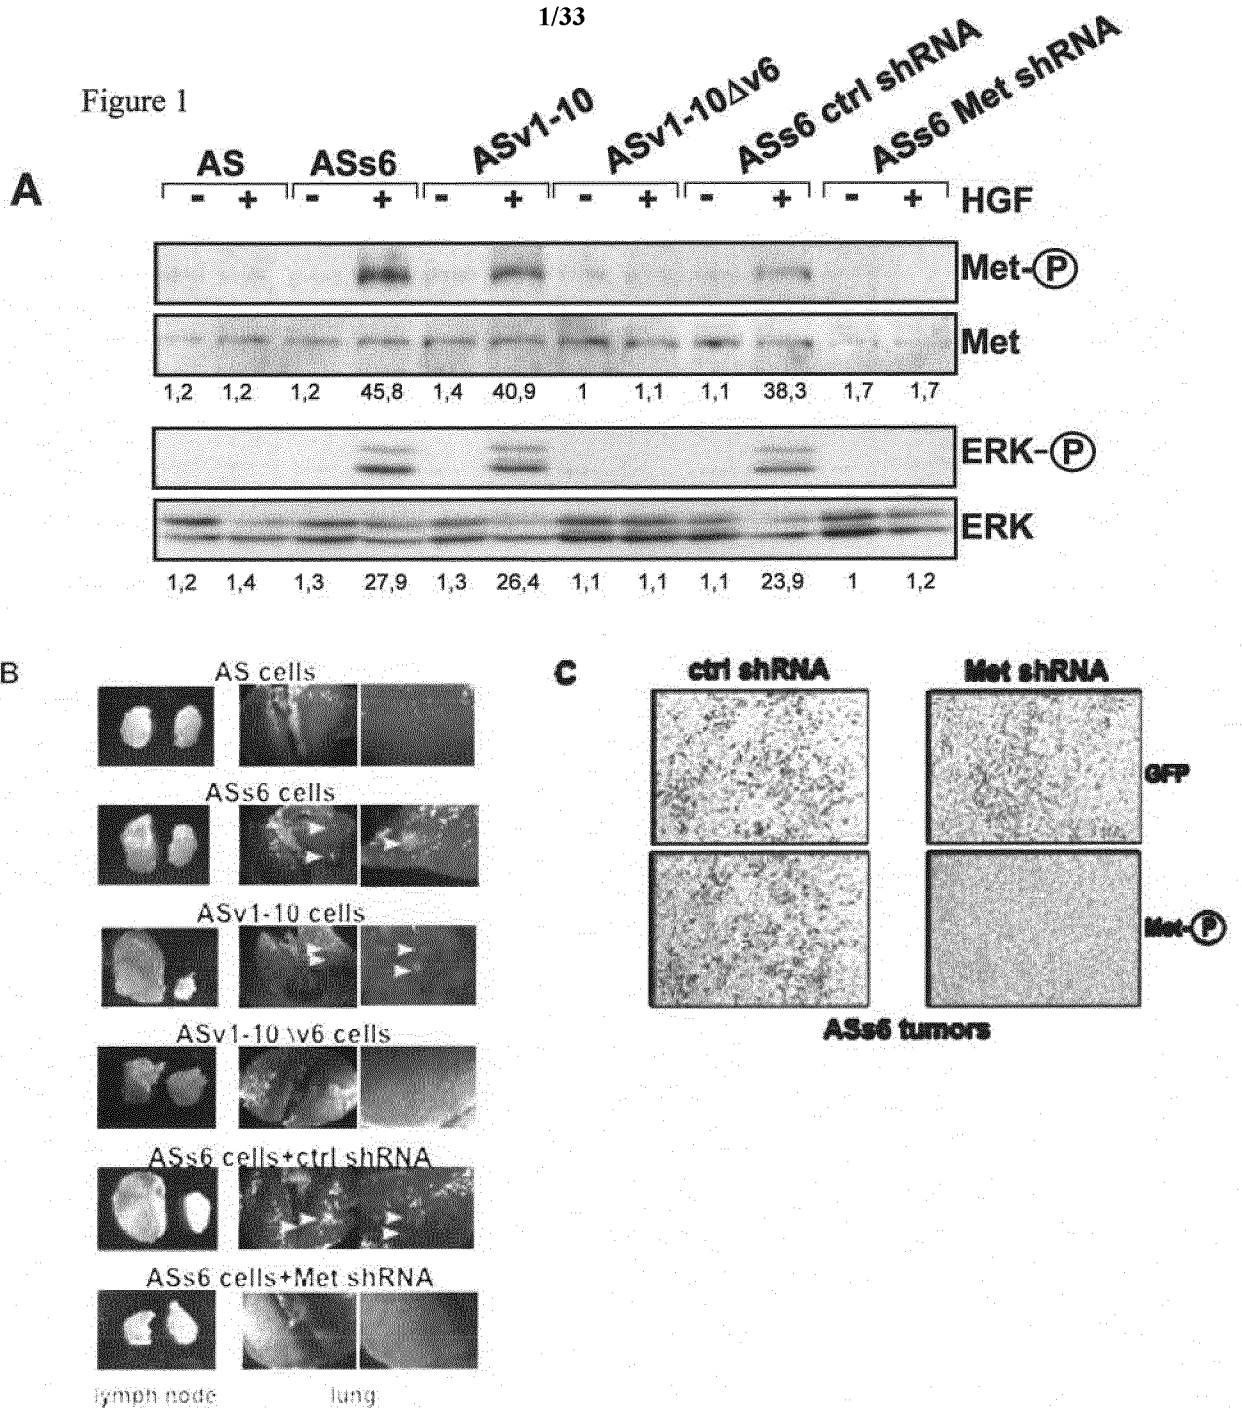 1/33
Figure 1
A
AS
ASs6
ASv1-10
ASv1-10Δv6
ASs6 ctrl shRNA
ASs6 Met shRNA
- + - + - + - + - + - + HGF
Met-Ⓟ
Met
1,2 1,2 1,2 45,8 1,4 40,9 1 1,1 1,1 38,3 1,7 1,7
ERK-Ⓟ
ERK
1,2 1,4 1,3 27,9 1,3 26,4 1,1 1,1 1,1 23,9 1 1,2
B
AS cells
ASs6 cells
ASv1-10 cells
ASv1-10 \v6 cells
ASs6 cells+ctrl shRNA
ASs6 cells+Met shRNA
lymph node lung
C
ctrl shRNA Met shRNA
GFP
Met-Ⓟ
ASs6 tumors